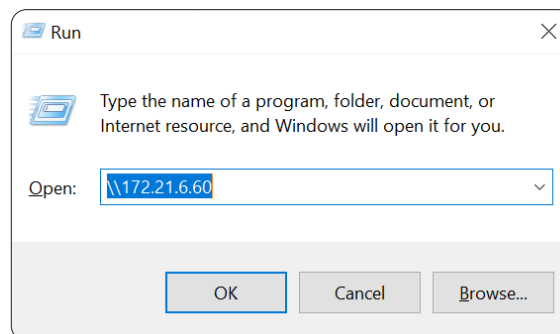 Run
Type the name of a program, folder, document, or
Internet resource, and Windows will open it for you.
Open: \\172.21.6.60
OK Cancel Browse...